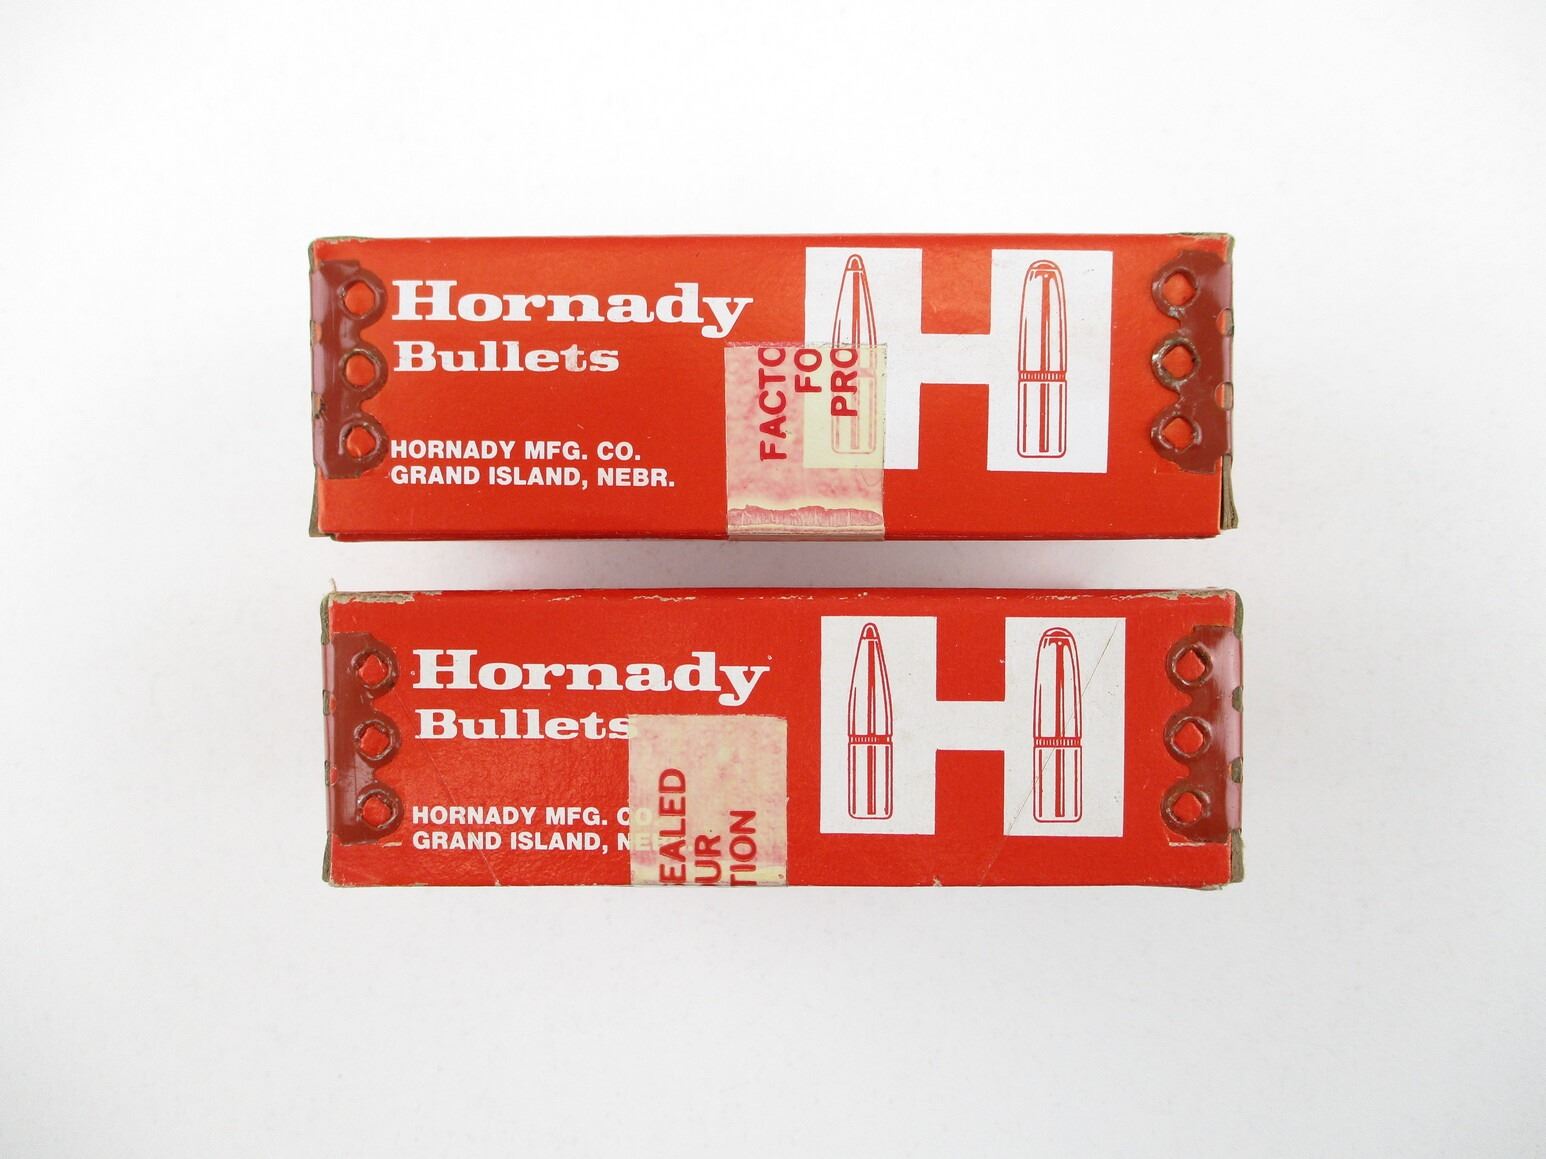 Hornady
Bullets
HORNADY MFG. CO.
GRAND ISLAND, NEBR.
FACTO
FO
PRO
H
Hornady
Bullets
HORNADY MFG. CO.
GRAND ISLAND, NEBR.
EALED
UR
TION
H